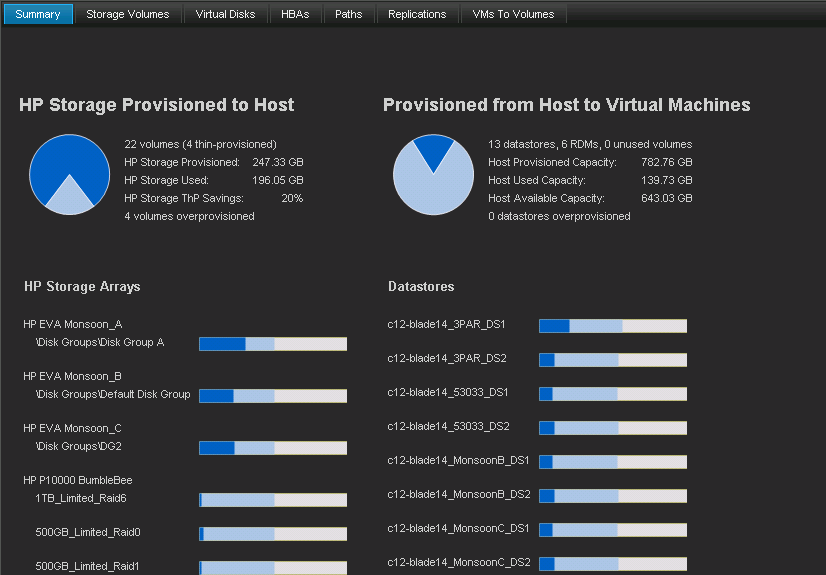 Summary Storage Volumes Virtual Disks HBAs Paths Replications VMs To Volumes
HP Storage Provisioned to Host
22 volumes (4 thin-provisioned)
HP Storage Provisioned: 247.33 GB
HP Storage Used: 196.05 GB
HP Storage ThP Savings: 20%
4 volumes overprovisioned
Provisioned from Host to Virtual Machines
13 datastores, 6 RDMs, 0 unused volumes
Host Provisioned Capacity: 782.76 GB
Host Used Capacity: 139.73 GB
Host Available Capacity: 643.03 GB
0 datastores overprovisioned
HP Storage Arrays
HP EVA Monsoon_A
\Disk Groups\Disk Group A
HP EVA Monsoon_B
\Disk Groups\Default Disk Group
HP EVA Monsoon_C
\Disk Groups\DG2
HP P10000 BumbleBee
1TB_Limited_Raid6
500GB_Limited_Raid0
500GB_Limited_Raid1
Datastores
c12-blade14_3PAR_DS1
c12-blade14_3PAR_DS2
c12-blade14_53033_DS1
c12-blade14_53033_DS2
c12-blade14_MonsoonB_DS1
c12-blade14_MonsoonB_DS2
c12-blade14_MonsoonC_DS1
c12-blade14_MonsoonC_DS2